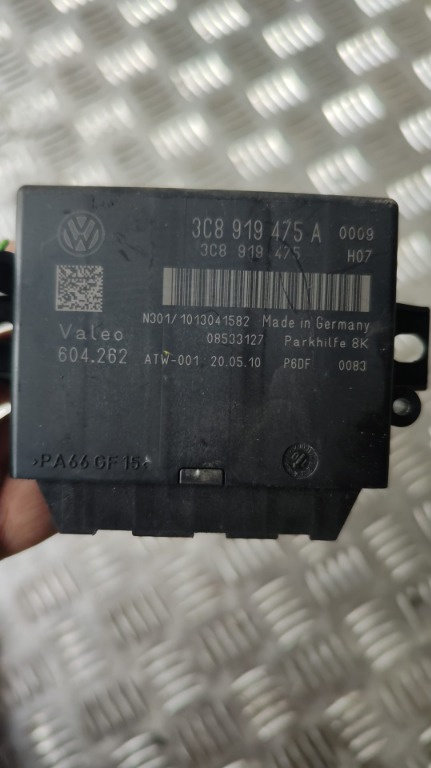 3C8 919 475 A 0009
3C8 919 475 H07
N301/1013041582 Made in Germany
Valeo 08533127 Parkhilfe 8K
604.262 ATW-001 20.05.10 P6DF 0083
>PA66 GF15<